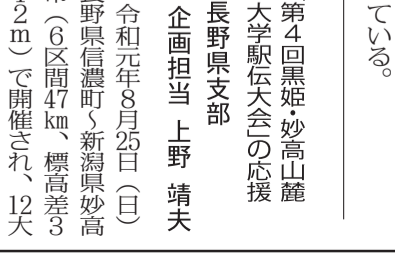 ている。
第４回黒姫・妙高山麓
大学駅伝大会」の応援
長野県支部
企画担当 上野 靖夫
令和元年８月25日（日）
長野県信濃町〜新潟県妙高
市（６区間47㎞、標高差３
２ｍ）で開催され、12大